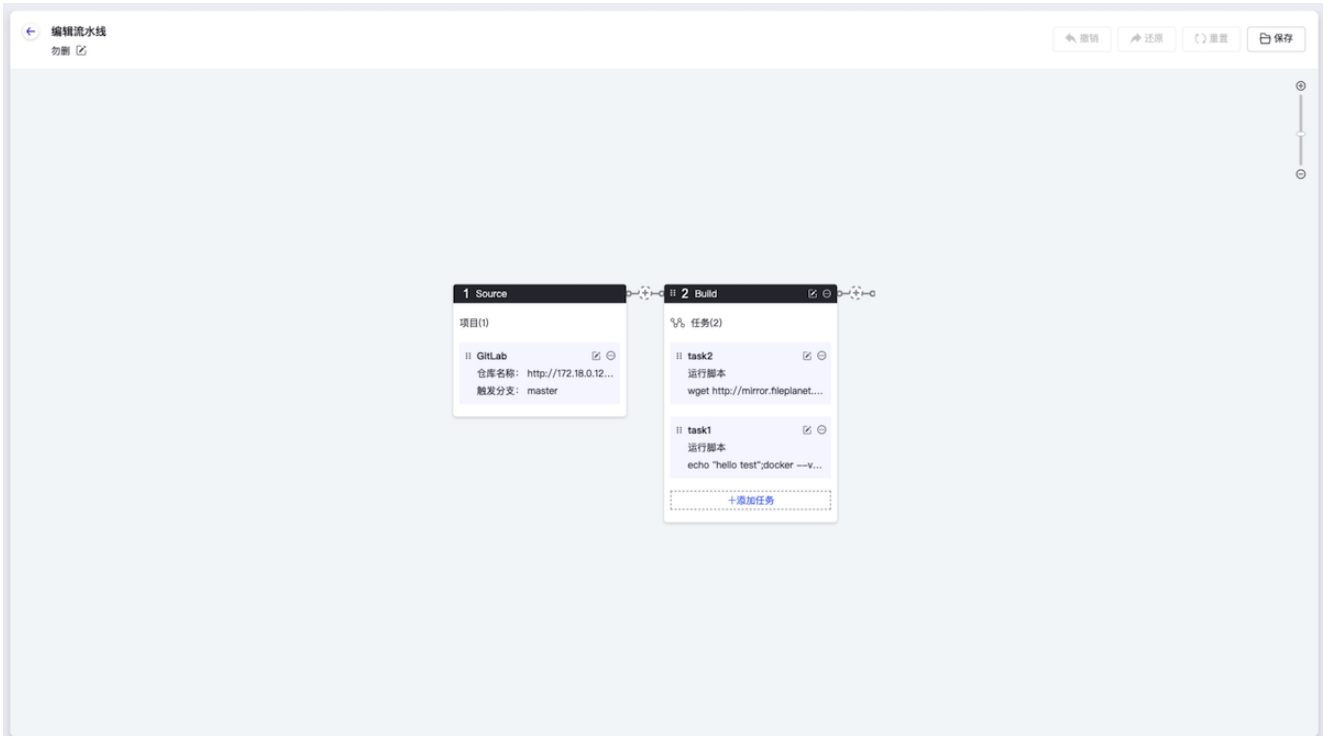 编辑流水线
勿删
撤销 还原 重置 保存
1 Source
项目(1)
GitLab
仓库名称： http://172.18.0.12...
触发分支： master
2 Build
任务(2)
task2
运行脚本
wget http://mirror.fileplanet....
task1
运行脚本
echo "hello test";docker --v...
+添加任务